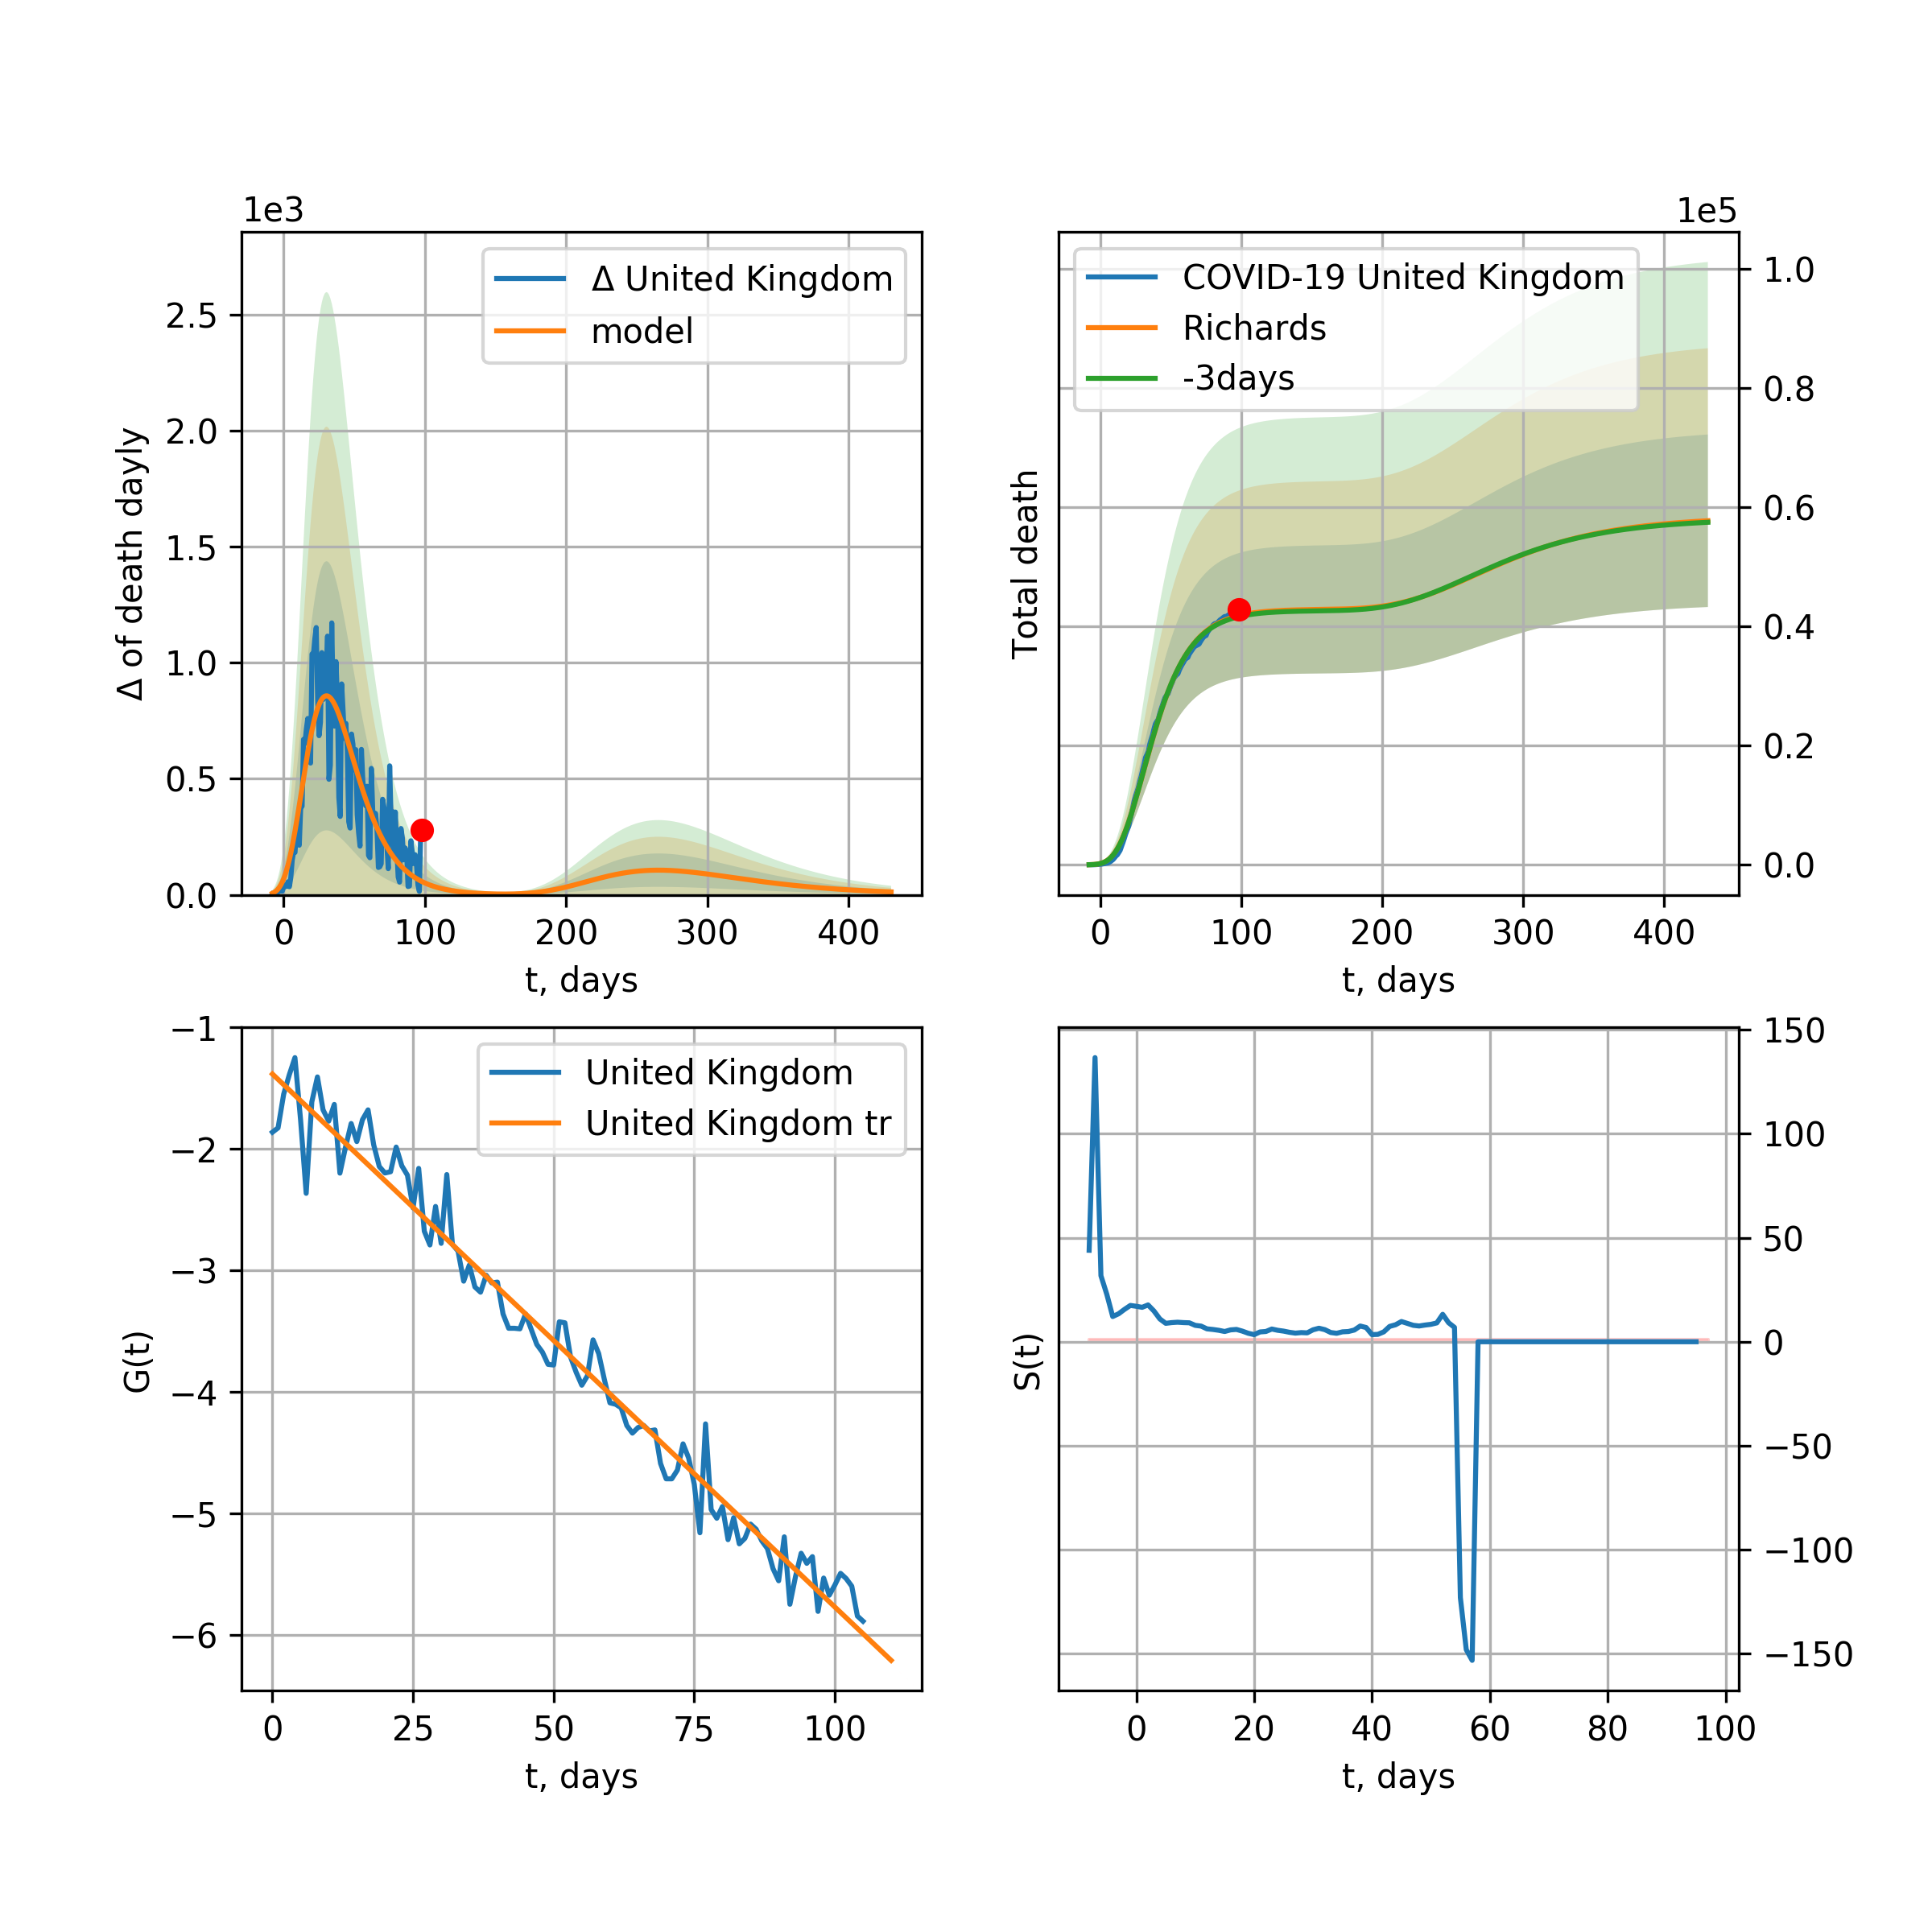 1e3
Δ of death dayly
2.5
2.0
1.5
1.0
0.5
0.0
Δ United Kingdom
model
0 100 200 300 400
t, days
1e5
Total death
COVID-19 United Kingdom
Richards
-3days
1.0
0.8
0.6
0.4
0.2
0.0
0 100 200 300 400
t, days
G(t)
−1
−2
−3
−4
−5
−6
United Kingdom
United Kingdom tr
0 25 50 75 100
t, days
S(t)
150
100
50
0
−50
−100
−150
0 20 40 60 80 100
t, days